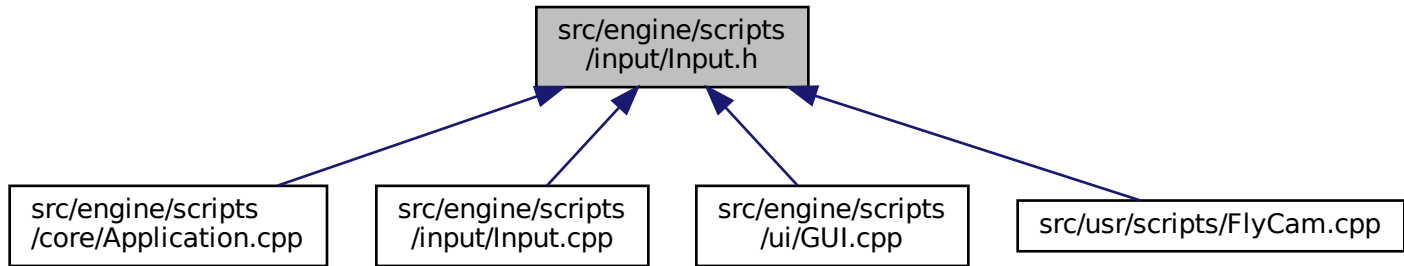 src/engine/scripts
/input/Input.h
src/engine/scripts
/core/Application.cpp
src/engine/scripts
/input/Input.cpp
src/engine/scripts
/ui/GUI.cpp
src/usr/scripts/FlyCam.cpp